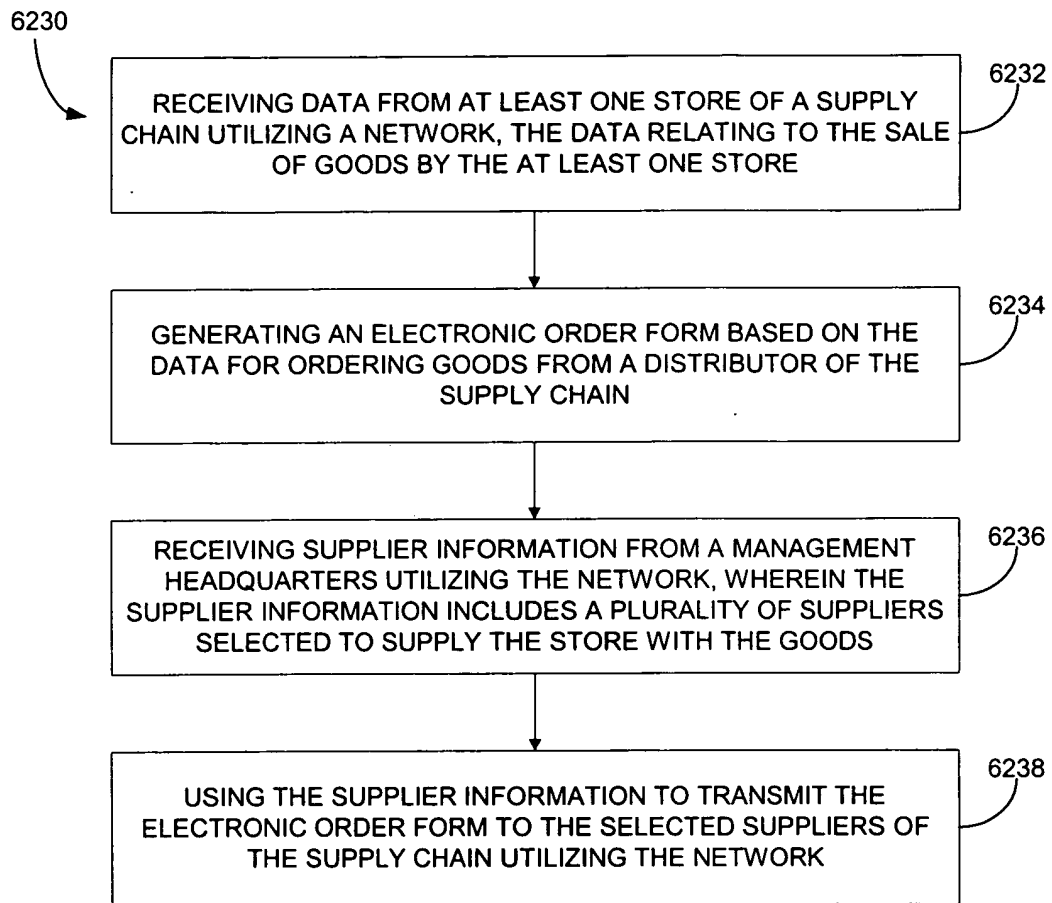 6230
6232
RECEIVING DATA FROM AT LEAST ONE STORE OF A SUPPLY
CHAIN UTILIZING A NETWORK, THE DATA RELATING TO THE SALE
OF GOODS BY THE AT LEAST ONE STORE
6234
GENERATING AN ELECTRONIC ORDER FORM BASED ON THE
DATA FOR ORDERING GOODS FROM A DISTRIBUTOR OF THE
SUPPLY CHAIN
6236
RECEIVING SUPPLIER INFORMATION FROM A MANAGEMENT
HEADQUARTERS UTILIZING THE NETWORK, WHEREIN THE
SUPPLIER INFORMATION INCLUDES A PLURALITY OF SUPPLIERS
SELECTED TO SUPPLY THE STORE WITH THE GOODS
6238
USING THE SUPPLIER INFORMATION TO TRANSMIT THE
ELECTRONIC ORDER FORM TO THE SELECTED SUPPLIERS OF
THE SUPPLY CHAIN UTILIZING THE NETWORK